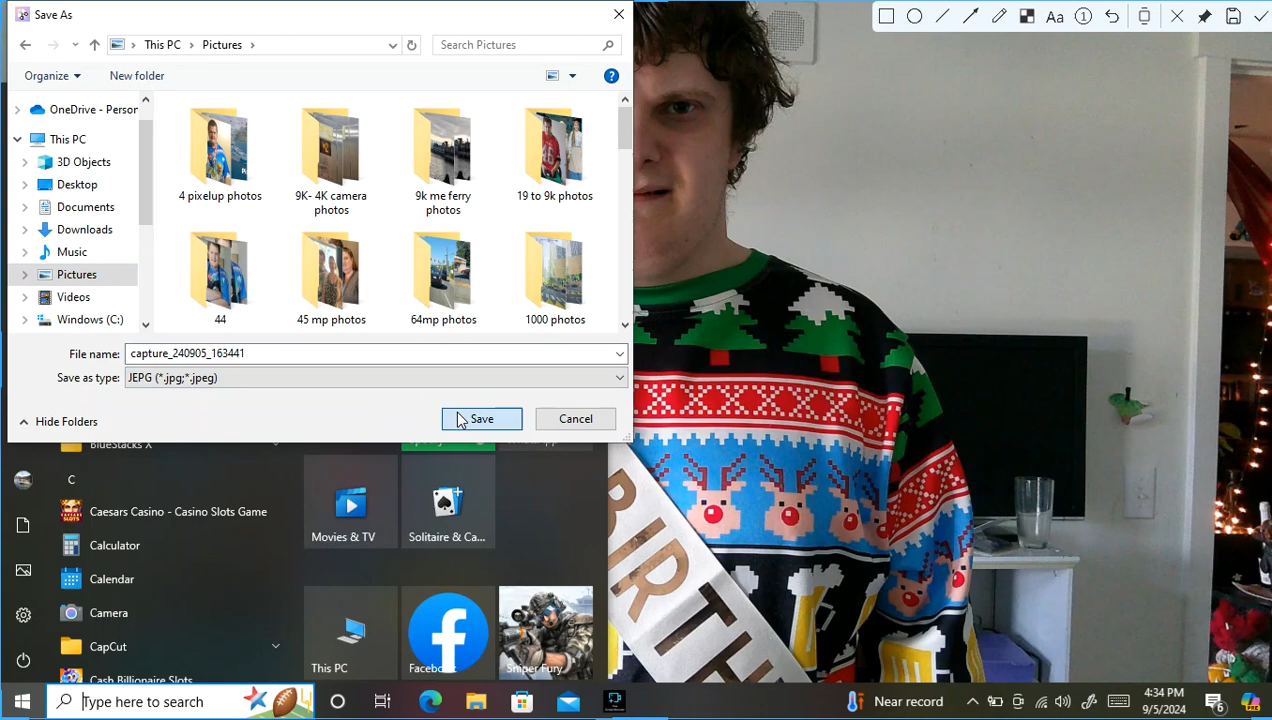 Save As
This PC
Pictures
Search Pictures
Organize
New folder
OneDrive - Person
This PC
3D Objects
Desktop
Documents
Downloads
Music
Pictures
Videos
Windows (C:)
4 pixelup photos
9K- 4K camera photos
9k me ferry photos
19 to 9k photos
44
45 mp photos
64mp photos
1000 photos
File name: capture_240905_163441
Save as type: JEPG (*.jpg;*.jpeg)
Hide Folders
Save
Cancel
Aa
1
BlueStacks X
C
Caesars Casino - Casino Slots Game
Calculator
Calendar
Camera
CapCut
Cash Billionaire Slots
Movies & TV
Solitaire & Ca...
This PC
Facebook
Sniper Fury
BIRTH
Type here to search
Near record
4:34 PM
9/5/2024
6